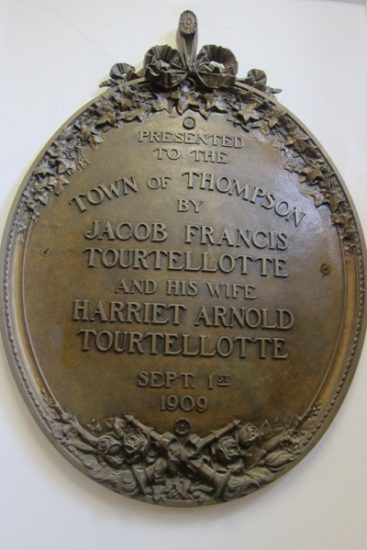 PRESENTED
TO THE
TOWN OF THOMPSON
BY
JACOB FRANCIS
TOURTELLOTTE
AND HIS WIFE
HARRIET ARNOLD
TOURTELLOTTE
SEPT. 1ST
1909